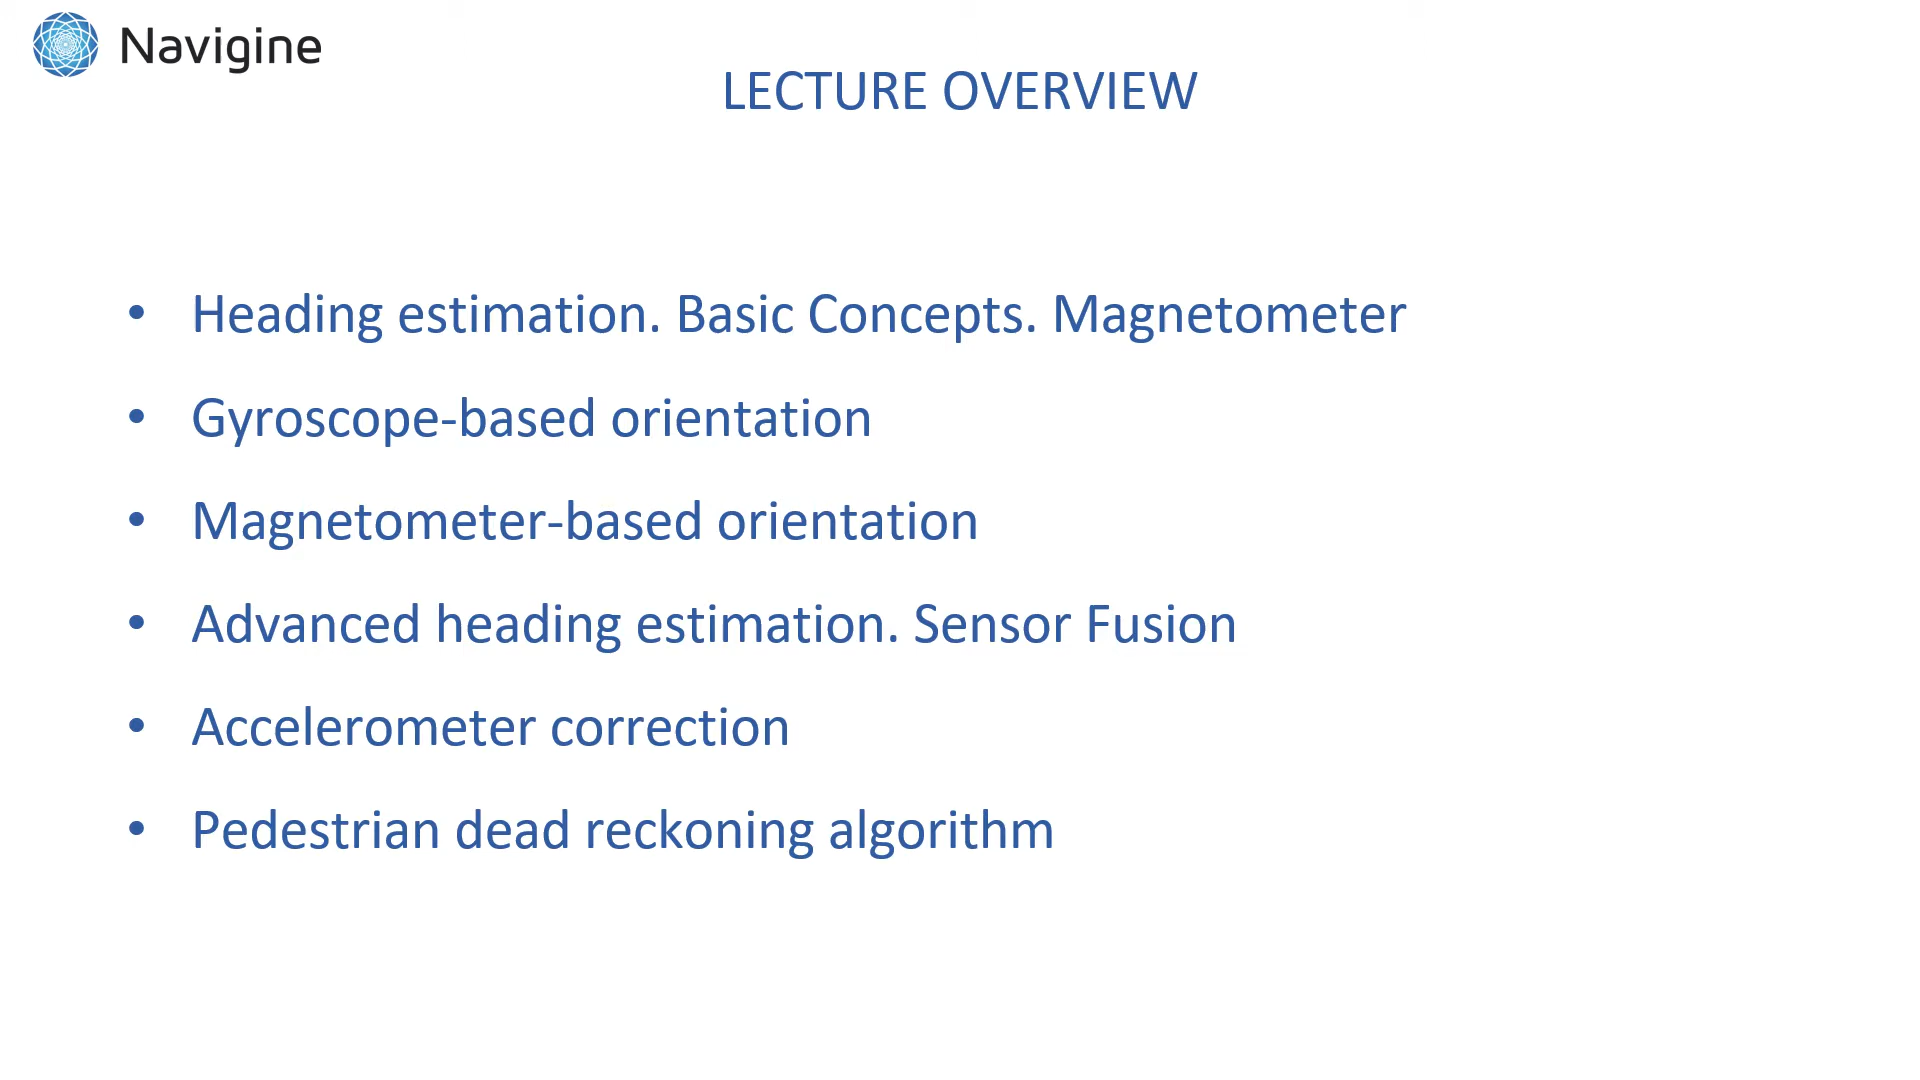 Navigine
LECTURE OVERVIEW
• Heading estimation. Basic Concepts. Magnetometer
• Gyroscope-based orientation
• Magnetometer-based orientation
• Advanced heading estimation. Sensor Fusion
• Accelerometer correction
• Pedestrian dead reckoning algorithm